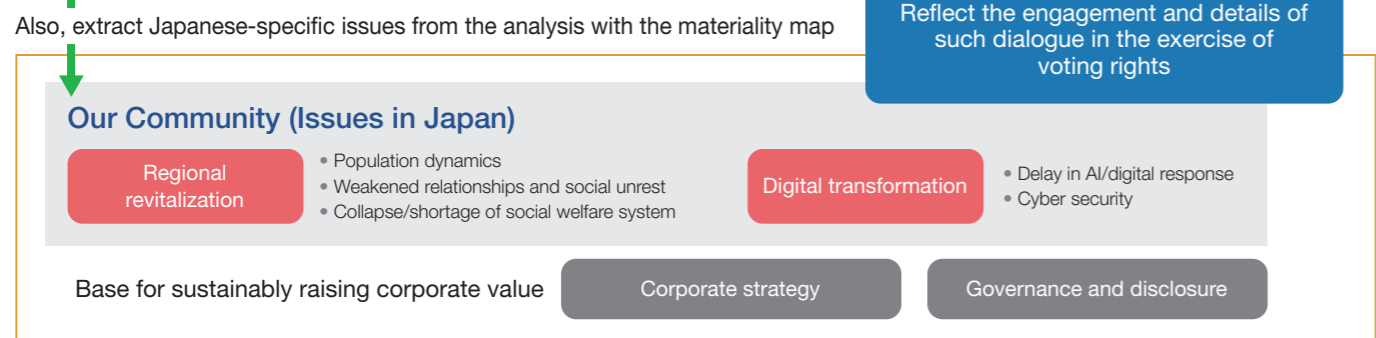 Also, extract Japanese-specific issues from the analysis with the materiality map
Reflect the engagement and details of
such dialogue in the exercise of
voting rights
Our Community (Issues in Japan)
Regional
revitalization
• Population dynamics
• Weakened relationships and social unrest
• Collapse/shortage of social welfare system
Digital transformation
• Delay in AI/digital response
• Cyber security
Base for sustainably raising corporate value
Corporate strategy
Governance and disclosure